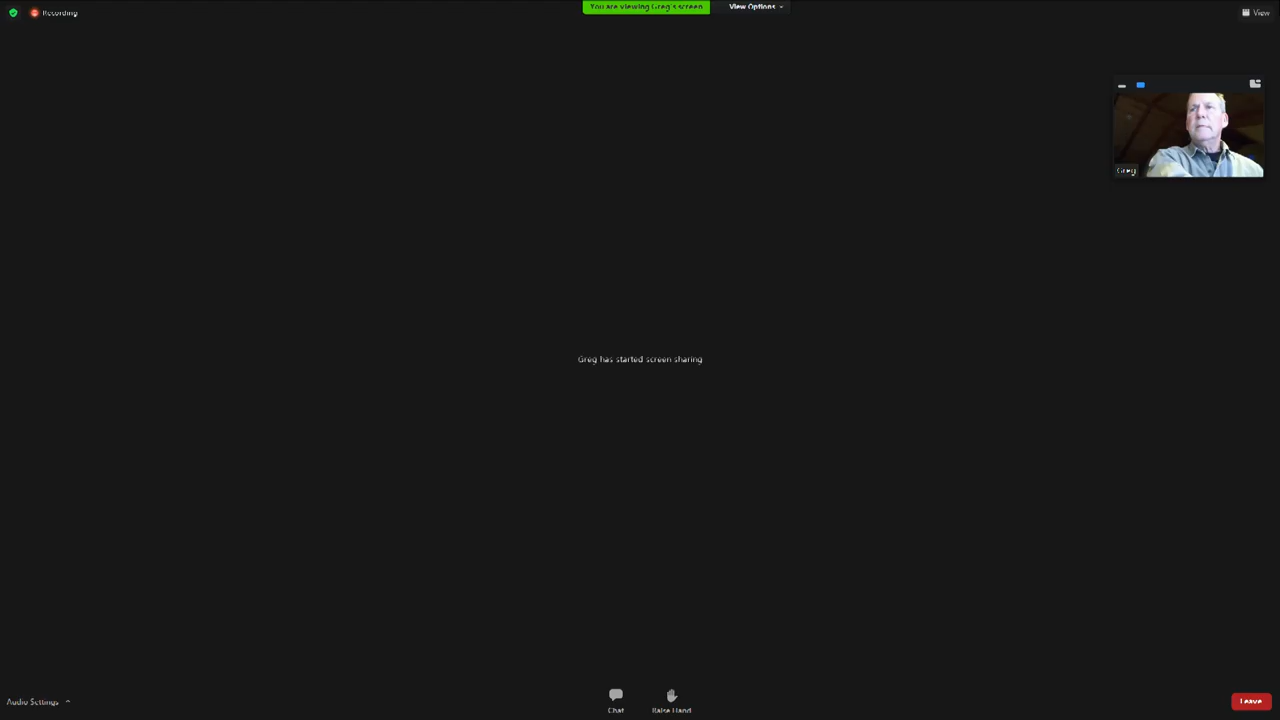 Recording
You are viewing Greg's screen
View Options
View
Greg
Greg has started screen sharing
Audio Settings
Chat
Raise Hand
Leave